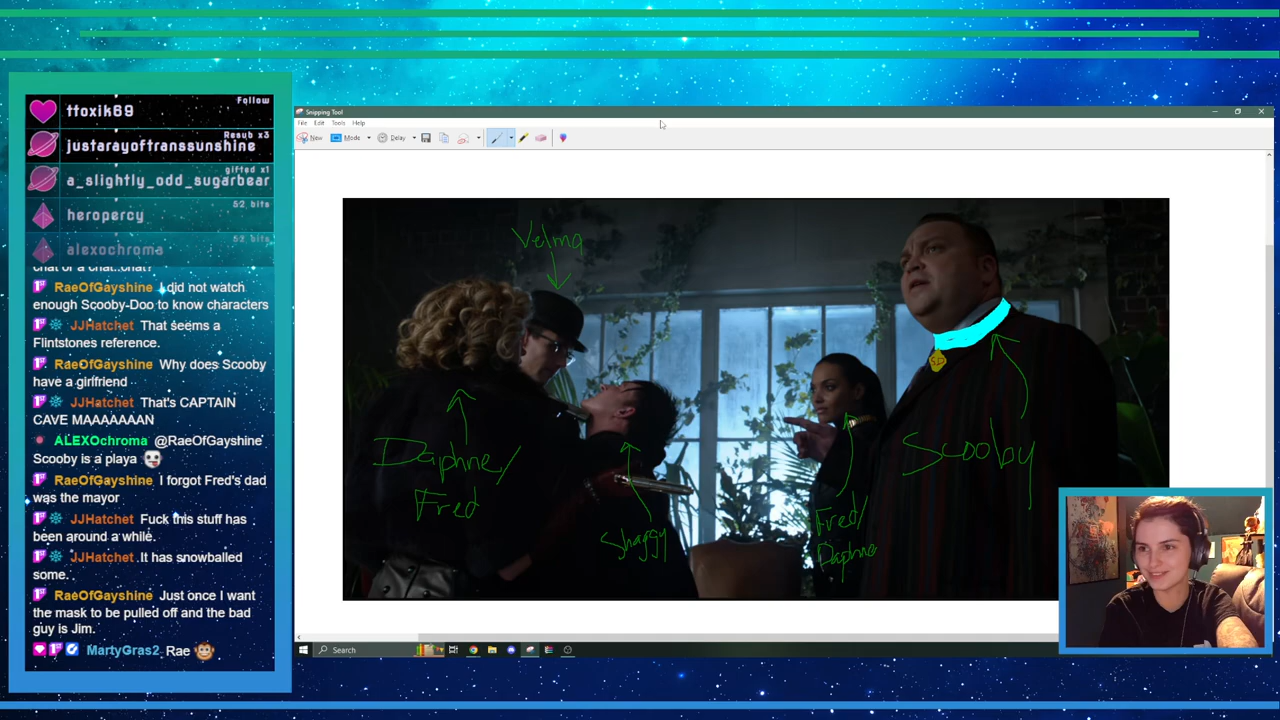 ttoxik69
Follow
justarayoftranssunshine
Resub x3
a_slightly_odd_sugarbear
gifted x1
heropercy
52 bits
alexochroma
52 bits
chat or a chat..chat?
RaeOfGayshine I did not watch
enough Scooby-Doo to know characters
JJHatchet That seems a
Flintstones reference.
RaeOfGayshine Why does Scooby
have a girlfriend
JJHatchet That's CAPTAIN
CAVE MAAAAAAAN
ALEXOchroma @RaeOfGayshine
Scooby is a playa
RaeOfGayshine I forgot Fred's dad
was the mayor
JJHatchet Fuck this stuff has
been around a while.
JJHatchet It has snowballed
some.
RaeOfGayshine Just once I want
the mask to be pulled off and the bad
guy is Jim.
MartyGras2 Rae
Snipping Tool
File Edit Tools Help
New Mode Delay
Velma
SD
Daphne/
Fred
Shaggy
Fred/
Daphne
Scooby
Search